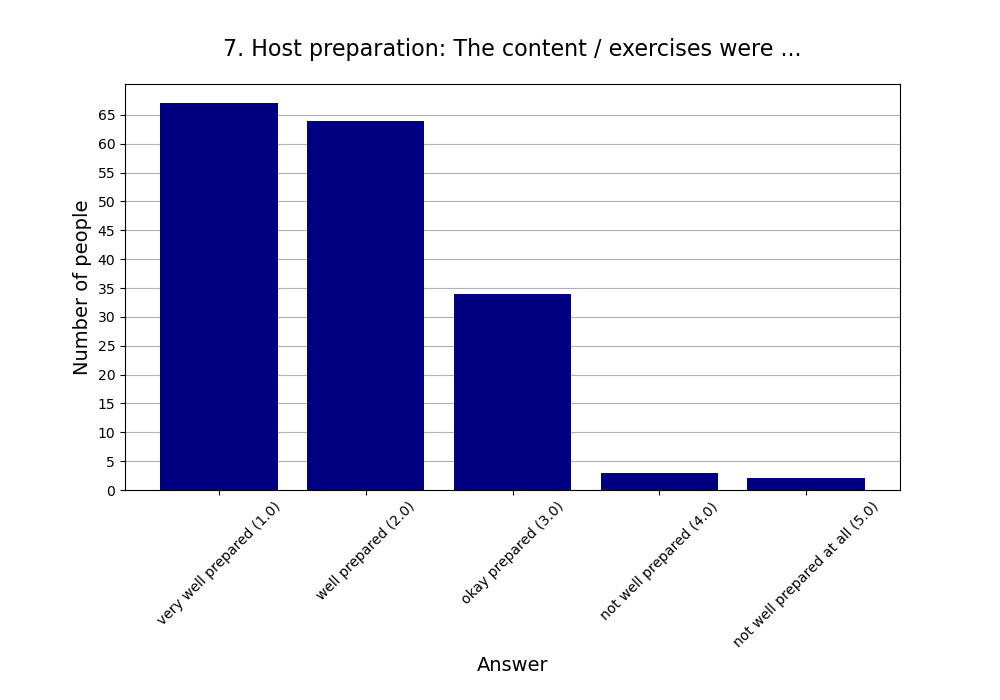 7. Host preparation: The content / exercises were ...
Number of people
65
60
55
50
45
40
35
30
25
20
15
10
5
0
very well prepared (1.0)
well prepared (2.0)
okay prepared (3.0)
not well prepared (4.0)
not well prepared at all (5.0)
Answer